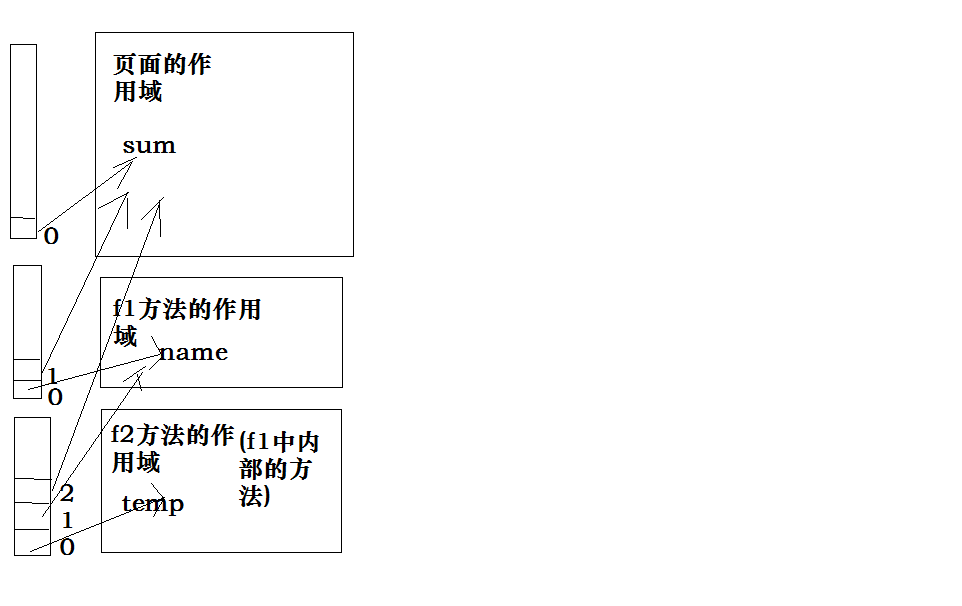 页面的作
用域
sum
0
f1方法的作用
域
name
1
0
f2方法的作
用域
(f1中内
部的方
法)
temp
2
1
0